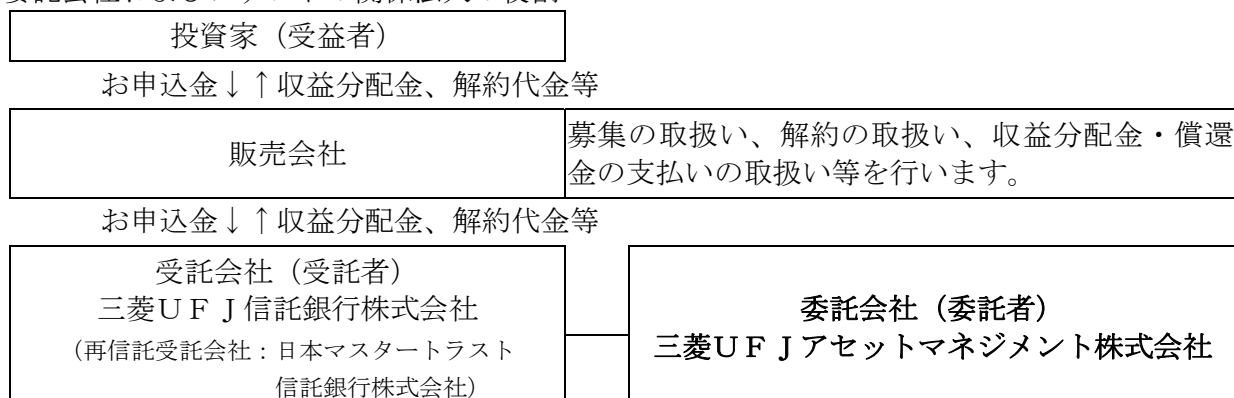 投資家（受益者）
お申込金↓↑収益分配金、解約代金等
販売会社
募集の取扱い、解約の取扱い、収益分配金・償還
金の支払いの取扱い等を行います。
お申込金↓↑収益分配金、解約代金等
受託会社（受託者）
三菱ＵＦＪ信託銀行株式会社
（再信託受託会社：日本マスタートラスト
信託銀行株式会社）
委託会社（委託者）
三菱ＵＦＪアセットマネジメント株式会社